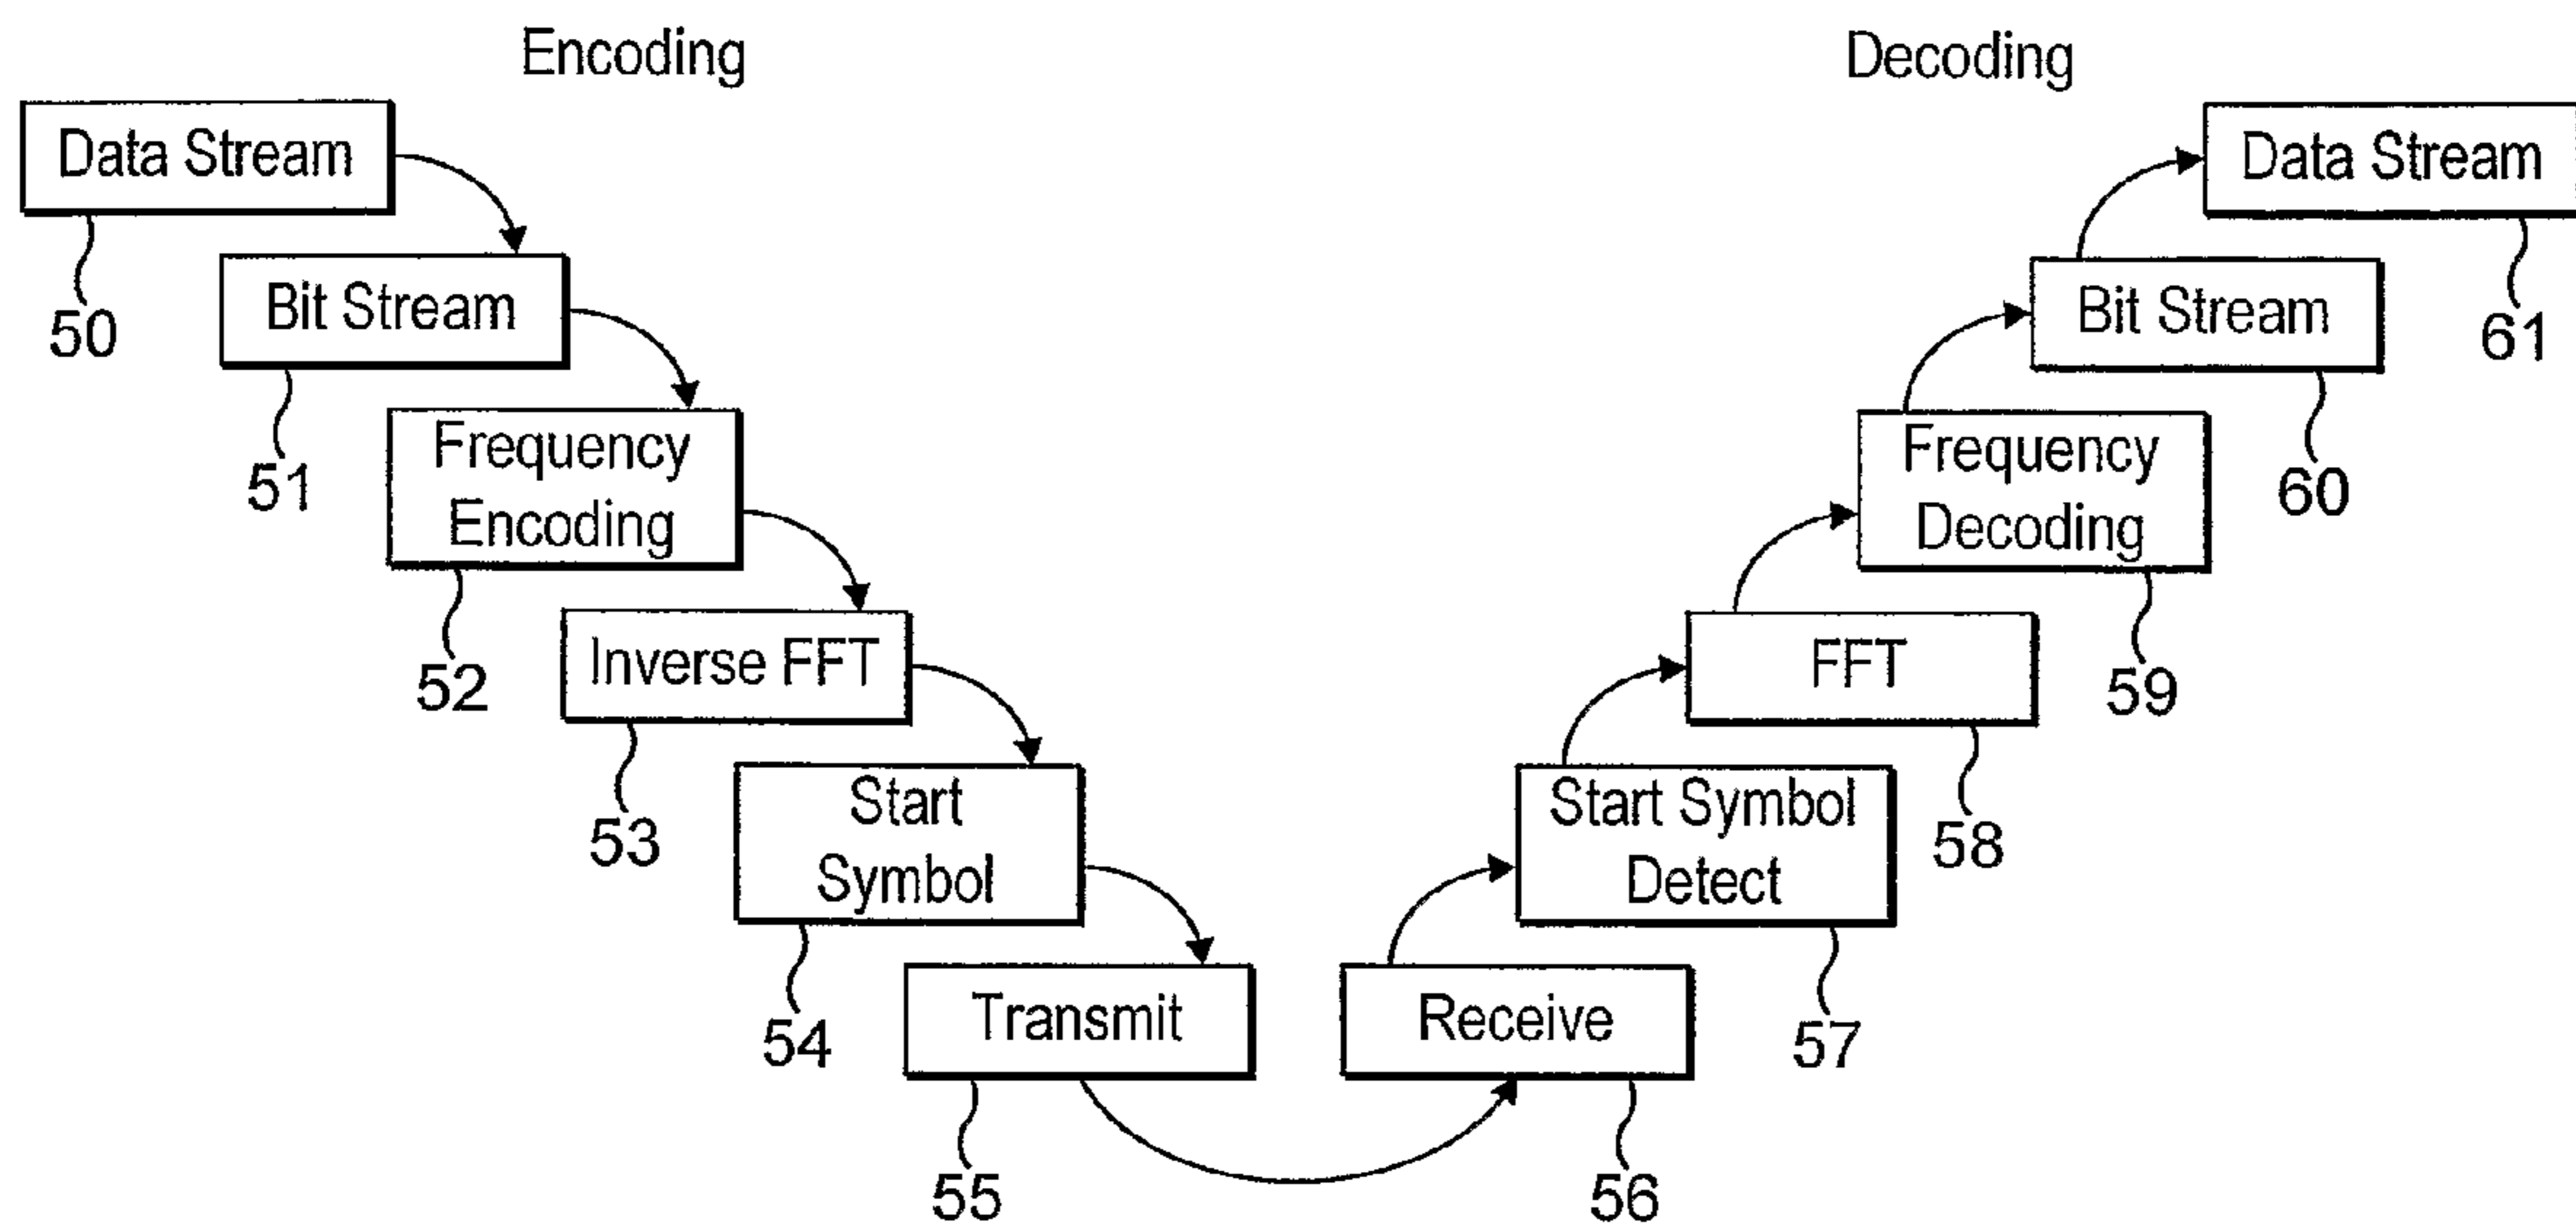 Encoding
Data Stream
50
Bit Stream
51
Frequency
Encoding
52
Inverse FFT
53
Start
Symbol
54
Transmit
55
Decoding
Data Stream
61
Bit Stream
60
Frequency
Decoding
59
FFT
58
Start Symbol
Detect
57
Receive
56